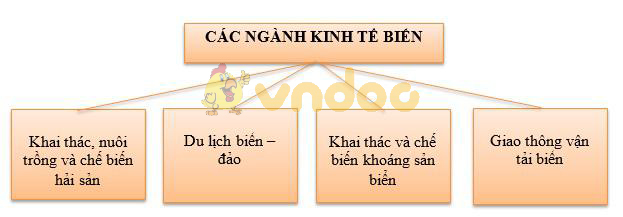 CÁC NGÀNH KINH TẾ BIỂN
vndoc
Khai thác, nuôi
trồng và chế biến
hải sản
Du lịch biển –
đảo
Khai thác và chế
biến khoáng sản
biển
Giao thông vận
tải biển